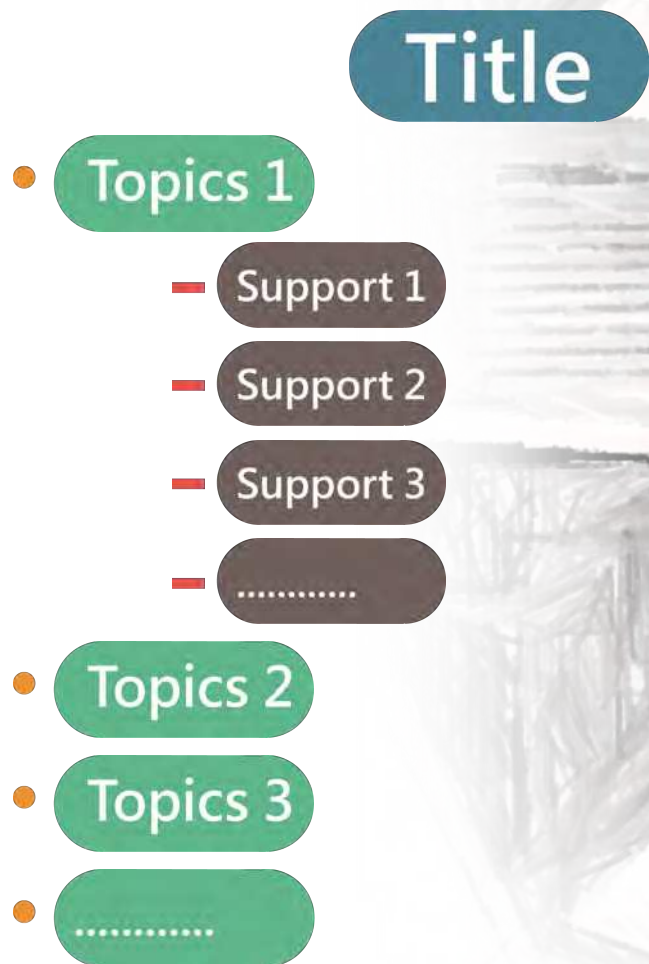 Title
Topics 1
Support 1
Support 2
Support 3
............
Topics 2
Topics 3
............